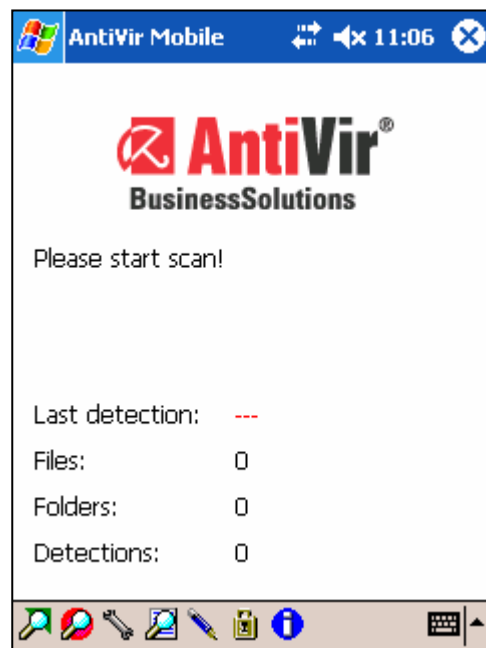 AntiVir Mobile 11:06
AntiVir®
BusinessSolutions
Please start scan!
Last detection: ---
Files: 0
Folders: 0
Detections: 0